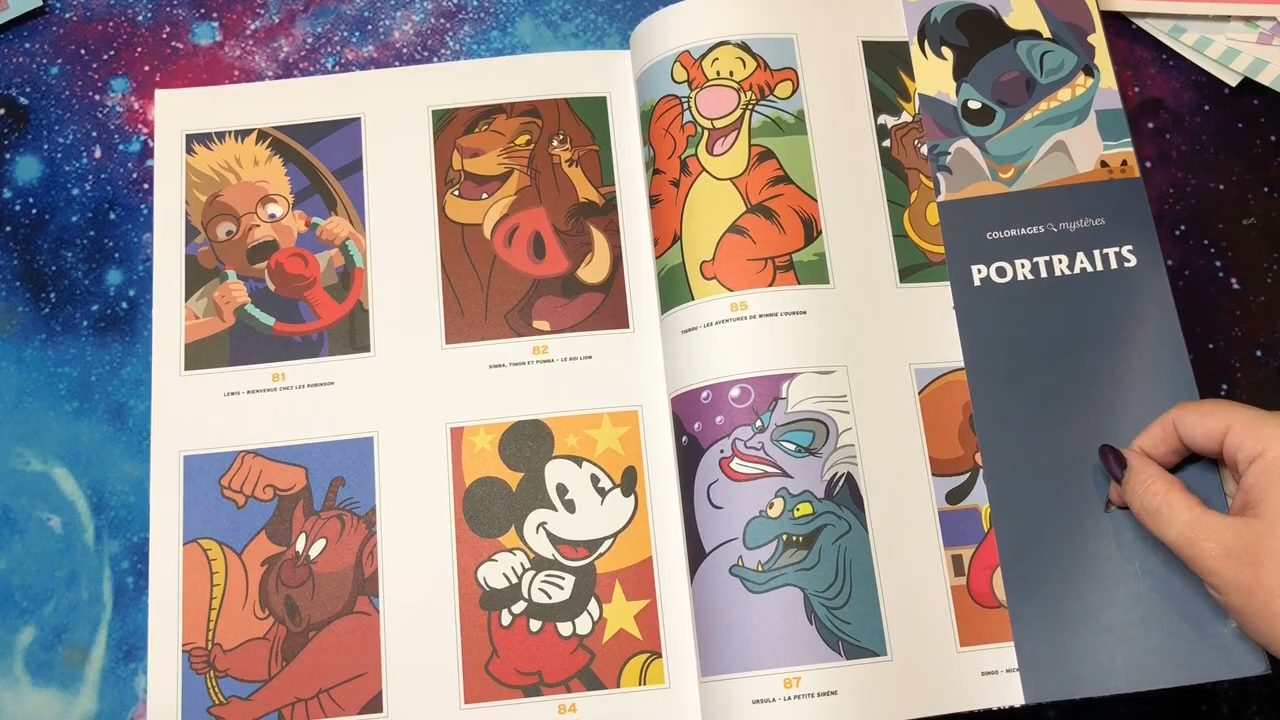 81
LEWIS – BIENVENUE CHEZ LES ROBINSON
82
SIMBA, TIMON ET PUMBA – LE ROI LION
84
85
TIGROU – LES AVENTURES DE WINNIE L'OURSON
87
URSULA – LA PETITE SIRÈNE
DINGO – MICK
COLORIAGES mystères
PORTRAITS